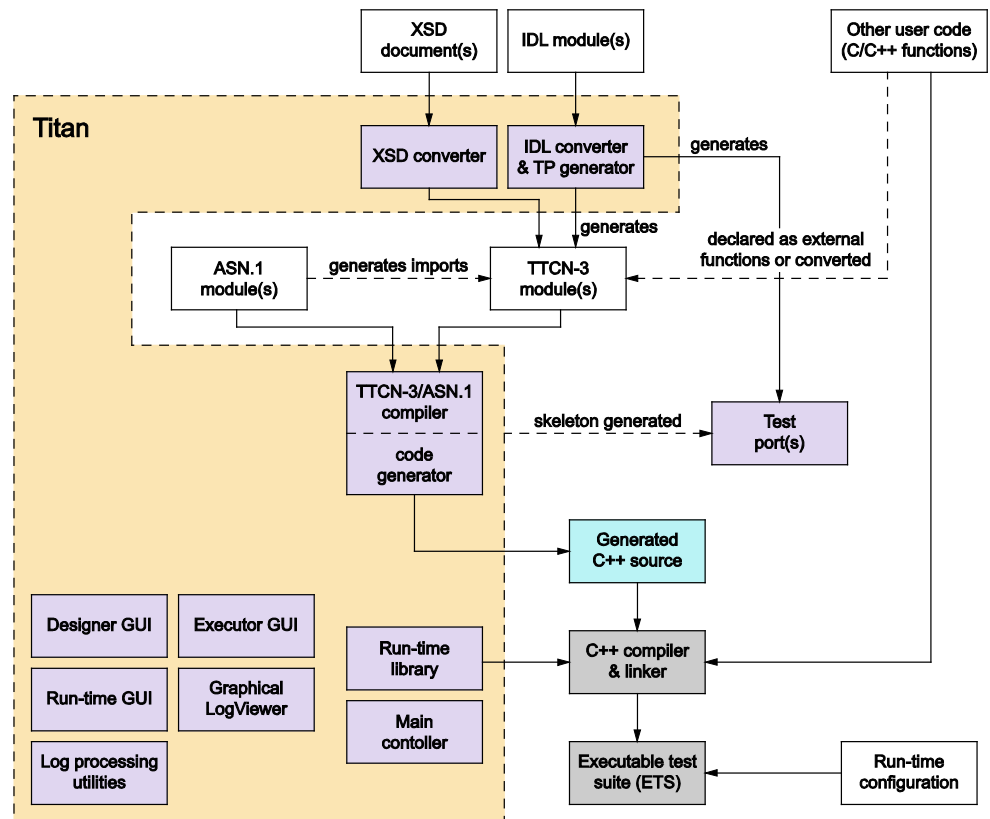 XSD
document(s)
IDL module(s)
Other user code
(C/C++ functions)
Titan
XSD converter
IDL converter
& TP generator
generates
generates
declared as external
functions or converted
ASN.1
module(s)
generates imports
TTCN-3
module(s)
TTCN-3/ASN.1
compiler
code
generator
skeleton generated
Test
port(s)
Generated
C++ source
Designer GUI
Executor GUI
Run-time
library
C++ compiler
& linker
Run-time GUI
Graphical
LogViewer
Main
contoller
Log processing
utilities
Executable test
suite (ETS)
Run-time
configuration